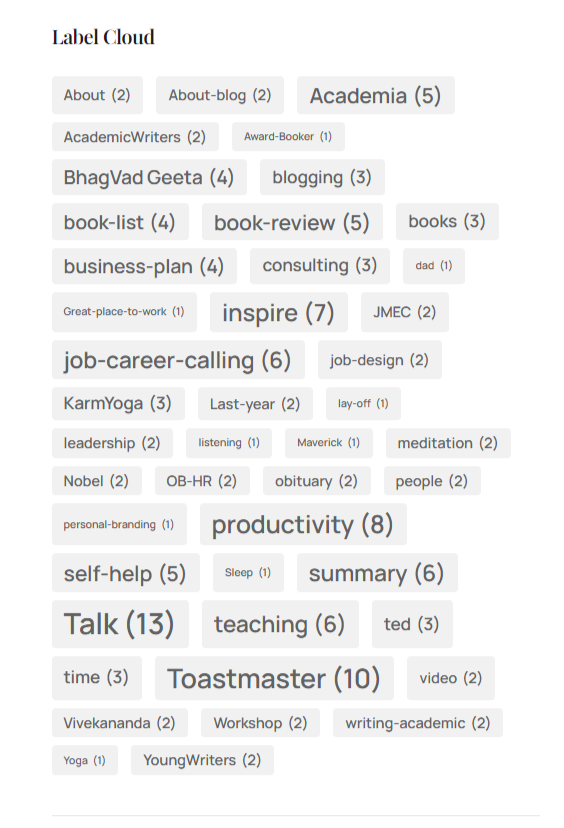 Label Cloud
About (2) About-blog (2) Academia (5)
AcademicWriters (2) Award-Booker (1)
BhagVad Geeta (4) blogging (3)
book-list (4) book-review (5) books (3)
business-plan (4) consulting (3) dad (1)
Great-place-to-work (1) inspire (7) JMEC (2)
job-career-calling (6) job-design (2)
KarmYoga (3) Last-year (2) lay-off (1)
leadership (2) listening (1) Maverick (1) meditation (2)
Nobel (2) OB-HR (2) obituary (2) people (2)
personal-branding (1) productivity (8)
self-help (5) Sleep (1) summary (6)
Talk (13) teaching (6) ted (3)
time (3) Toastmaster (10) video (2)
Vivekananda (2) Workshop (2) writing-academic (2)
Yoga (1) YoungWriters (2)